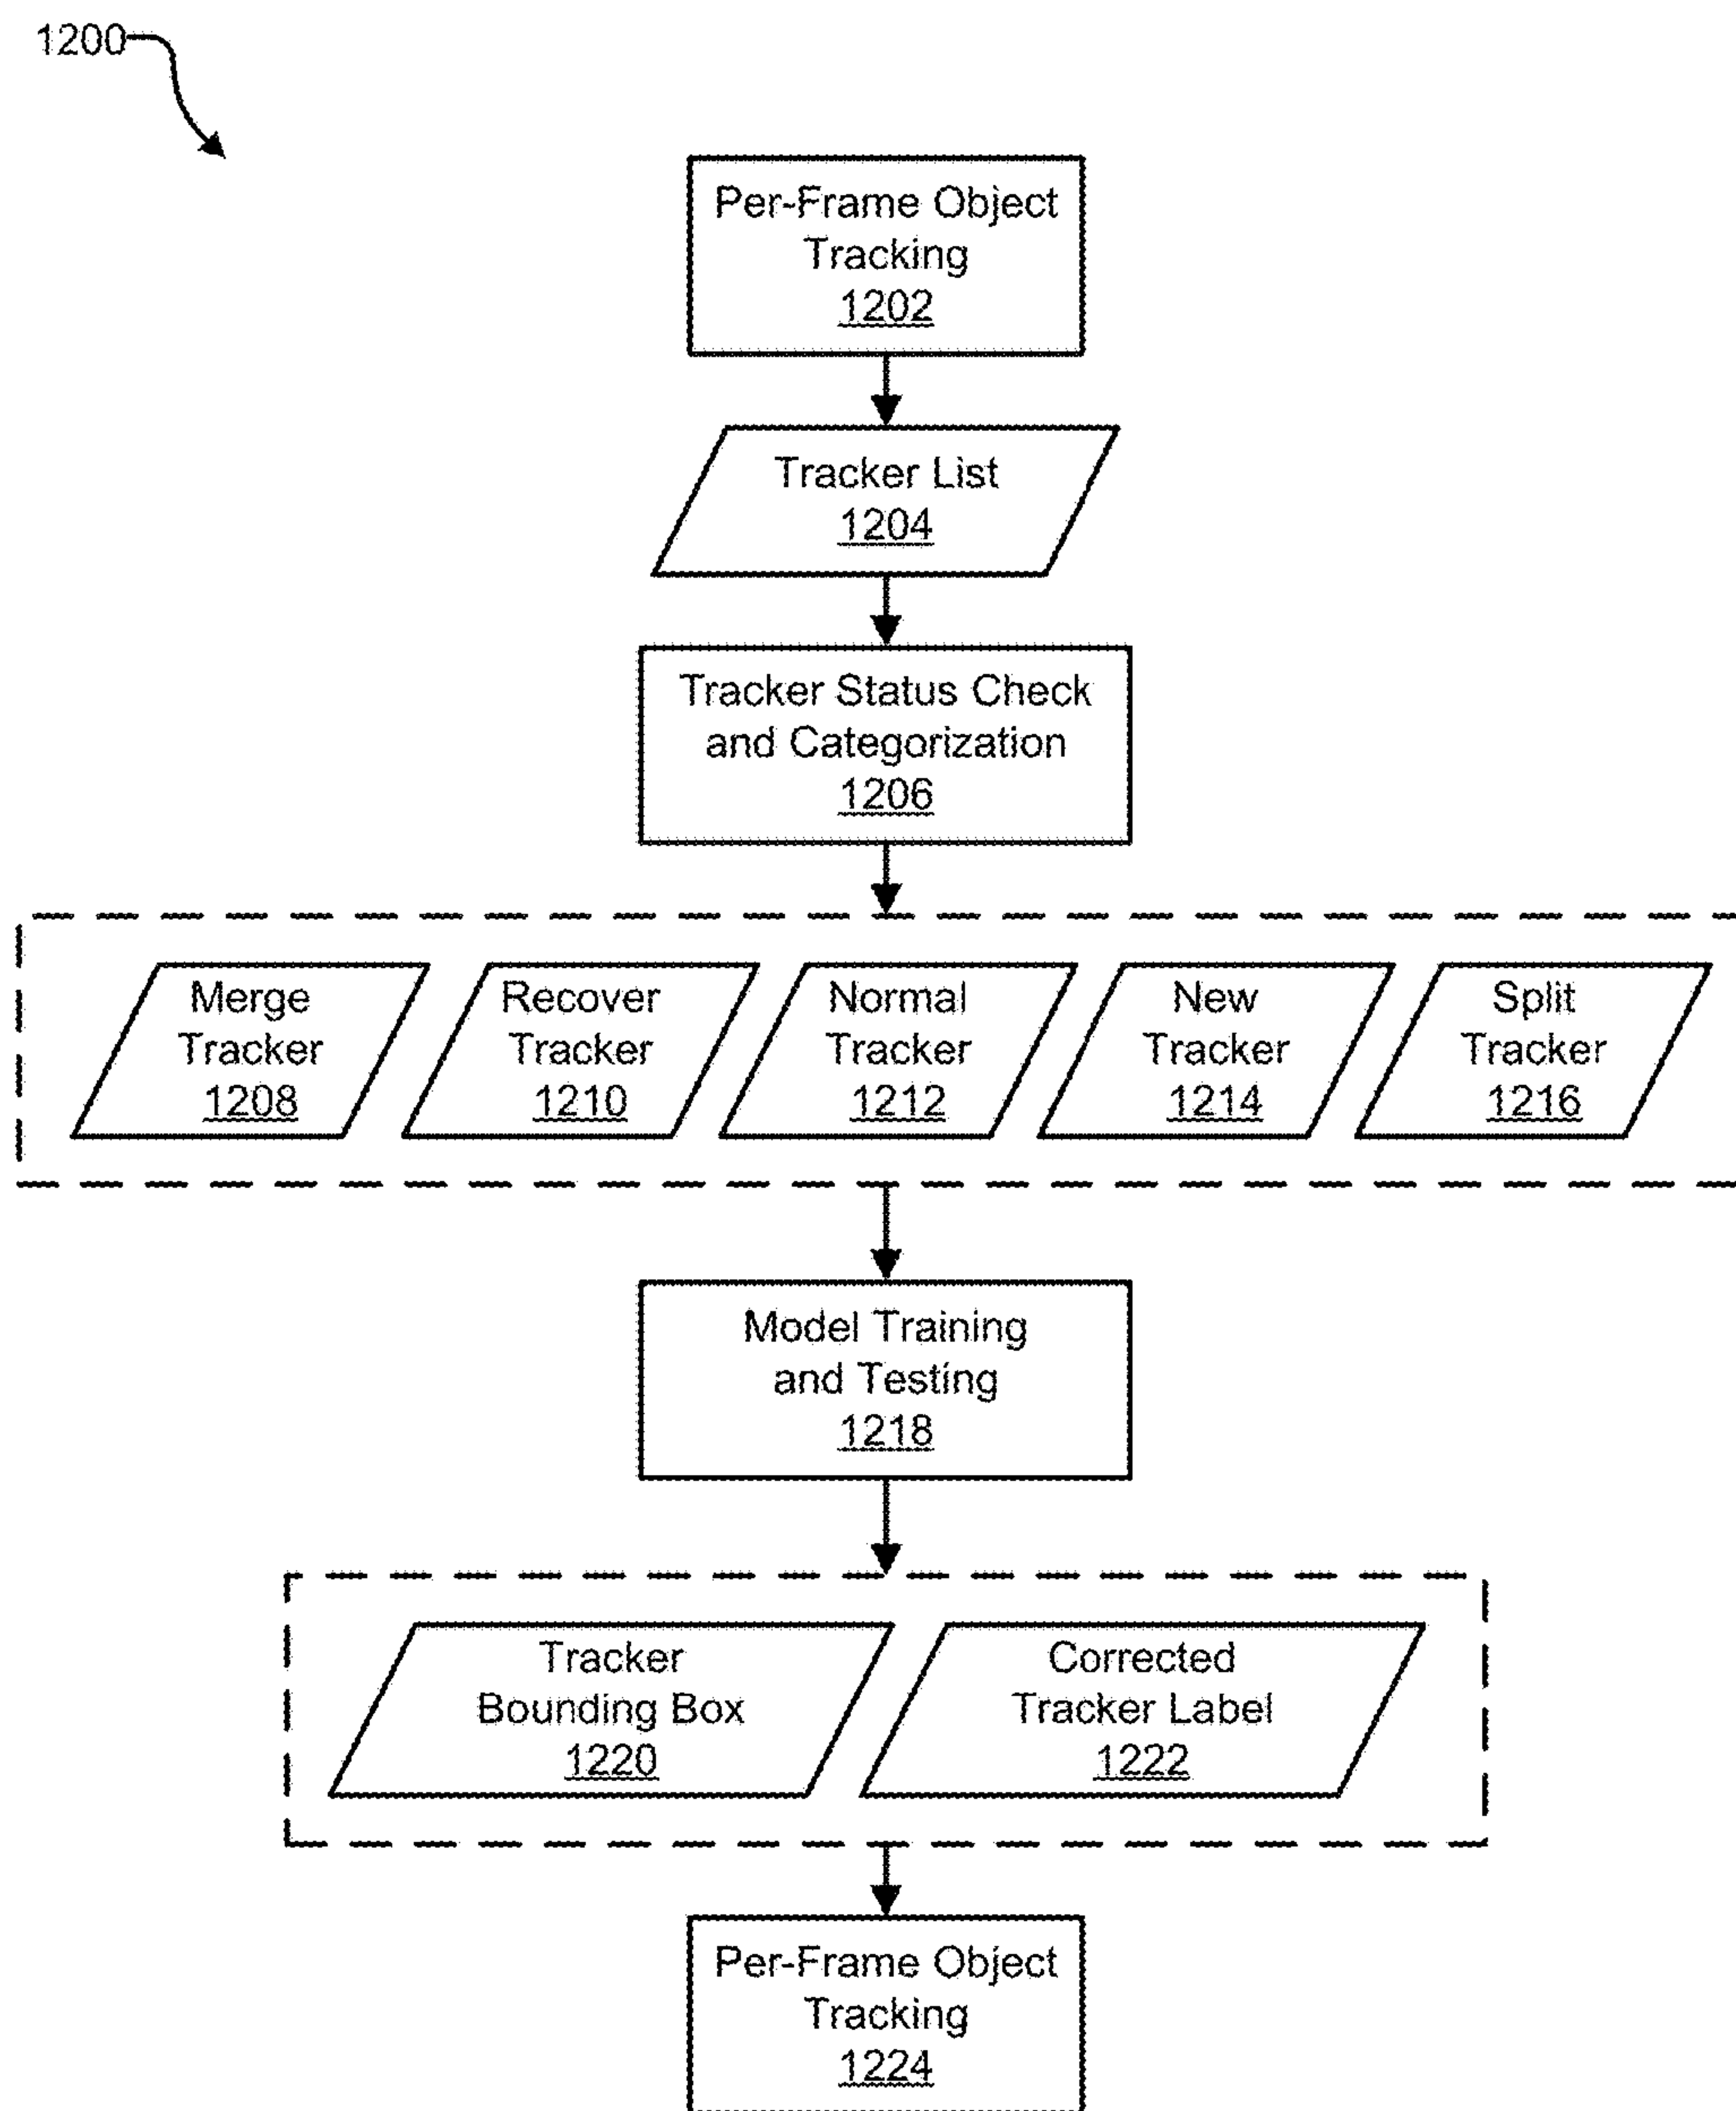 1200
Per-Frame Object
Tracking
1202
Tracker List
1204
Tracker Status Check
and Categorization
1206
Merge
Tracker
1208
Recover
Tracker
1210
Normal
Tracker
1212
New
Tracker
1214
Split
Tracker
1216
Model Training
and Testing
1218
Tracker
Bounding Box
1220
Corrected
Tracker Label
1222
Per-Frame Object
Tracking
1224